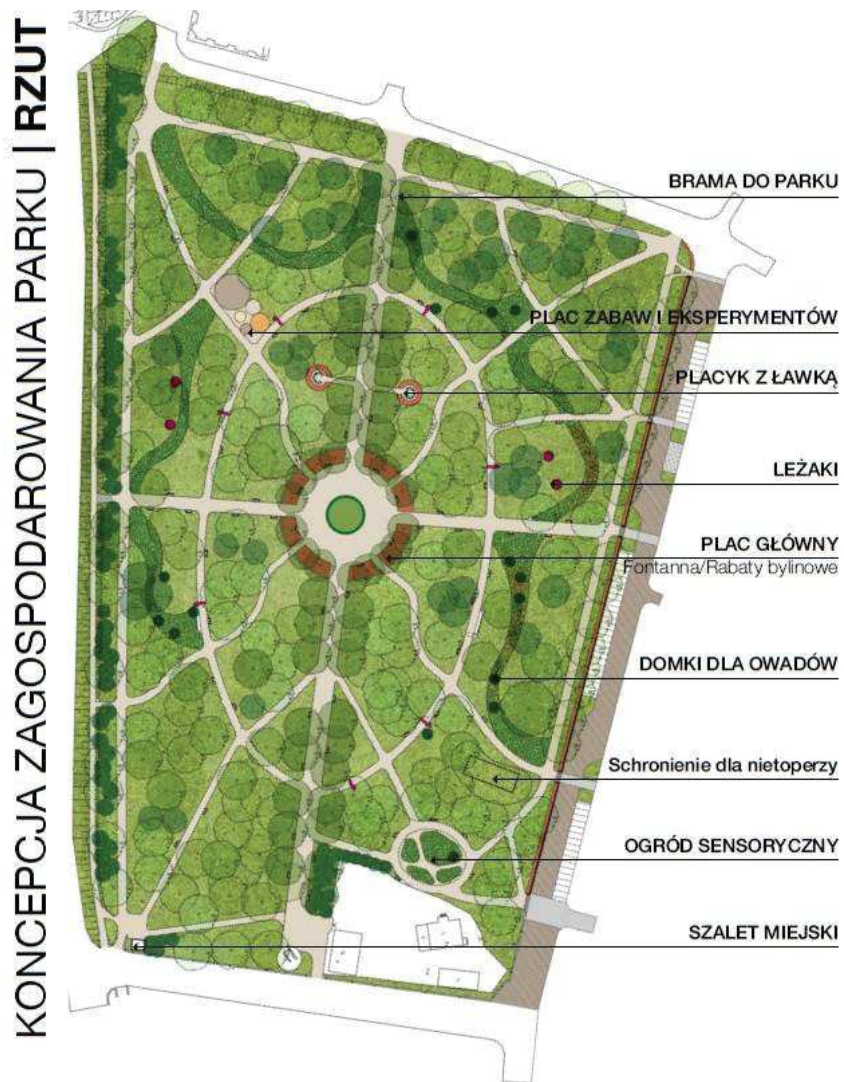 KONCEPCJA ZAGOSPODAROWANIA PARKU | RZUT
BRAMA DO PARKU
PLAC ZABAW I EKSPERYMENTÓW
PLACYK Z ŁAWKĄ
LEŻAKI
PLAC GŁÓWNY
Fontanna/Rabaty bylinowe
DOMKI DLA OWADÓW
Schronienie dla nietoperzy
OGRÓD SENSORYCZNY
SZALET MIEJSKI